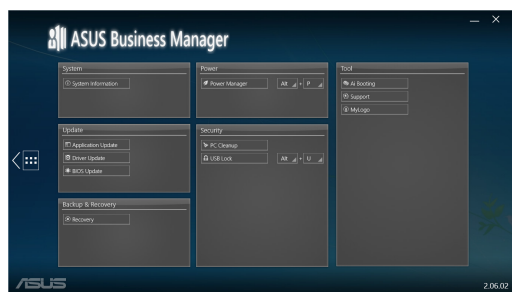 ASUS Business Manager
System
System Information
Power
Power Manager Alt + P
Tool
Ai Booting
Support
MyLogo
Update
Application Update
Driver Update
BIOS Update
Security
PC Cleanup
USB Lock Alt + U
Backup & Recovery
Recovery
ASUS
2.06.02